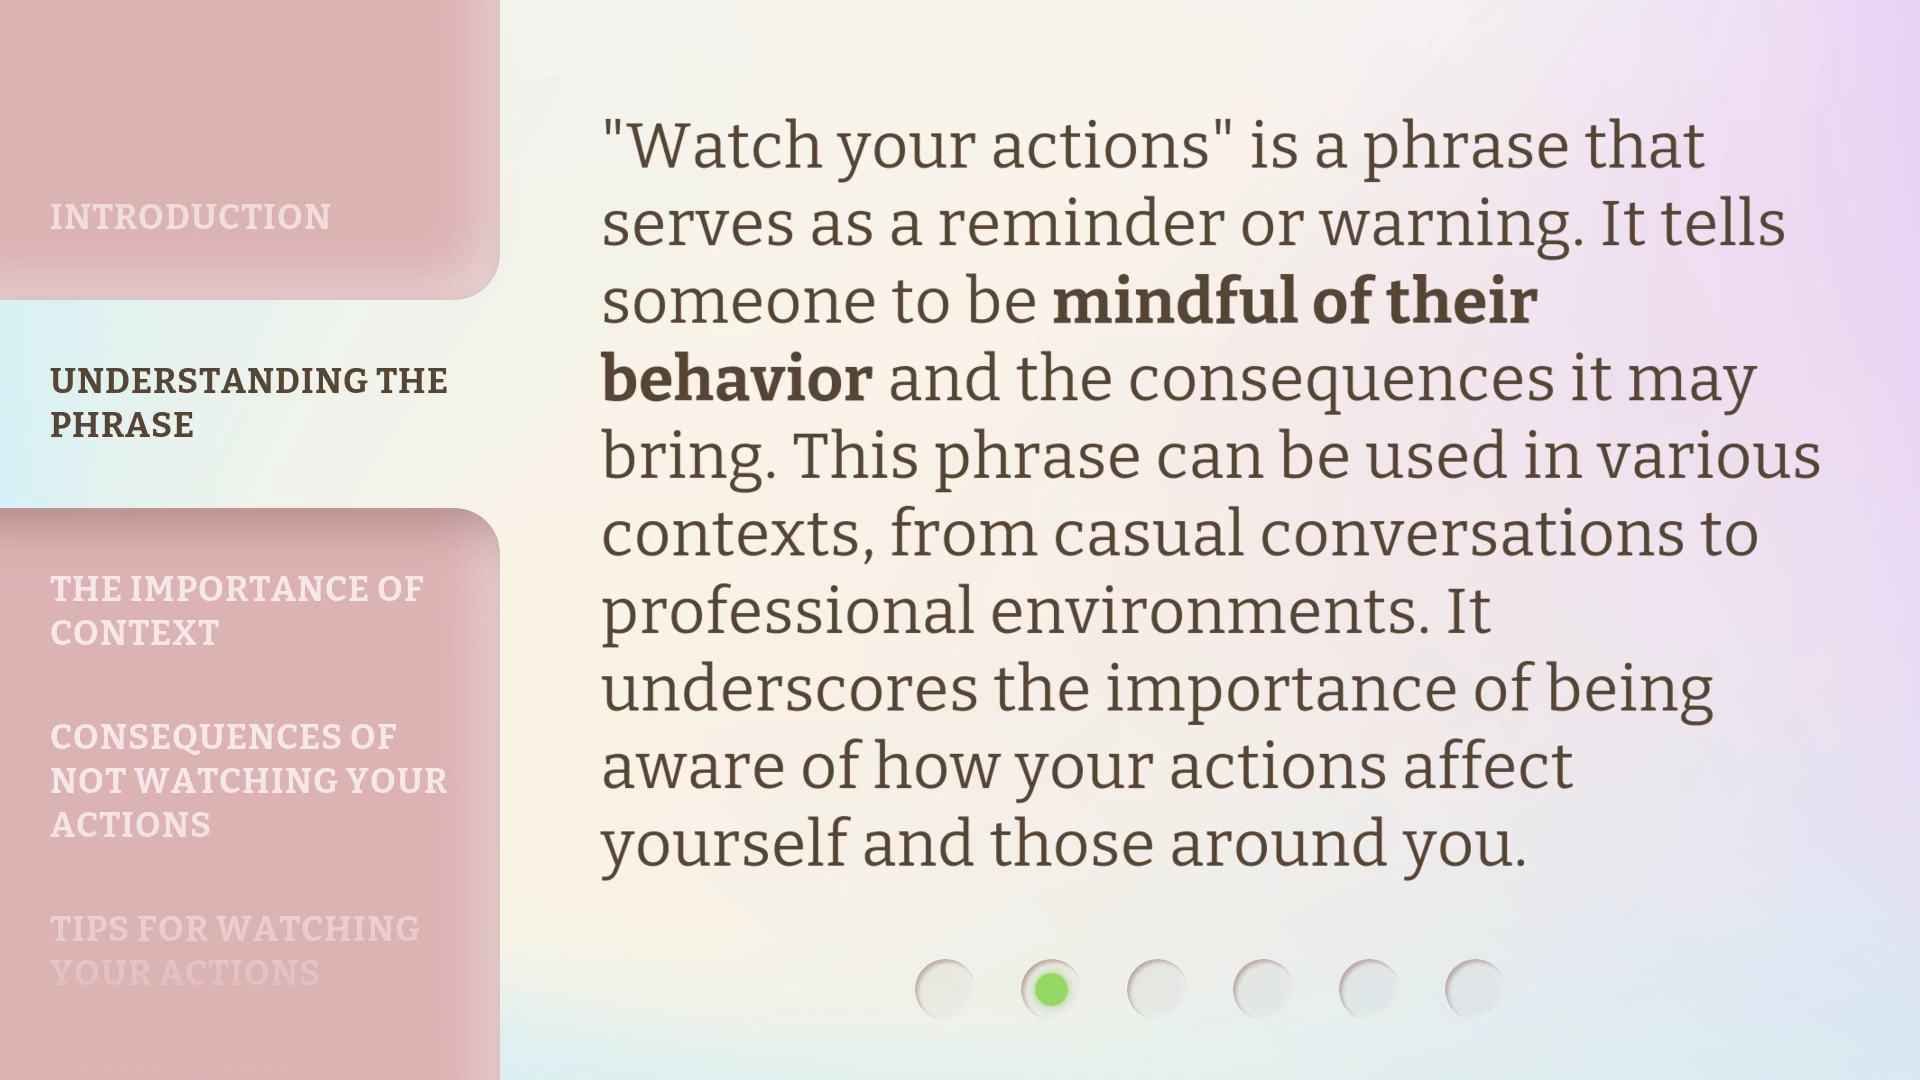 INTRODUCTION
UNDERSTANDING THE
PHRASE
THE IMPORTANCE OF
CONTEXT
CONSEQUENCES OF
NOT WATCHING YOUR
ACTIONS
TIPS FOR WATCHING
YOUR ACTIONS
"Watch your actions" is a phrase that
serves as a reminder or warning. It tells
someone to be mindful of their
behavior and the consequences it may
bring. This phrase can be used in various
contexts, from casual conversations to
professional environments. It
underscores the importance of being
aware of how your actions affect
yourself and those around you.